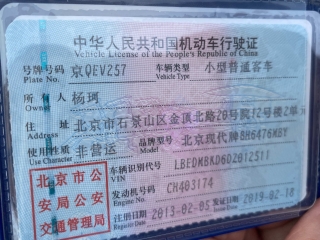 中华人民共和国机动车行驶证
Vehicle License of the People's Republic of China
号牌号码 京QEV257 车辆类型 小型普通客车
Plate No. Vehicle Type
所有人 杨珂
Owner
住址 北京市石景山区金顶北路20号院12号楼2单
Address
使用性质 非营运 品牌型号 北京现代牌BH6476MBY
Use Character Model
北京市公安局公安交通管理局
车辆识别代号
VIN
发动机号码 CH403174
Engine No.
注册日期 2013-02-05 发证日期 2019-02-18
Register Date Issue Date